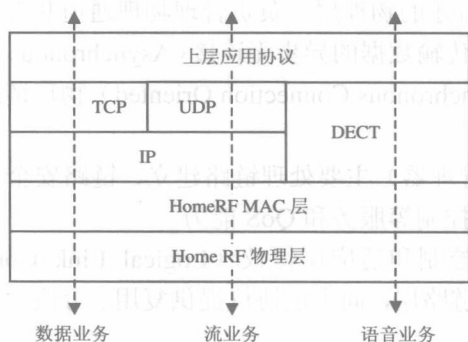 上层应用协议
TCP
UDP
DECT
IP
HomeRF MAC 层
Home RF 物理层
数据业务
流业务
语音业务